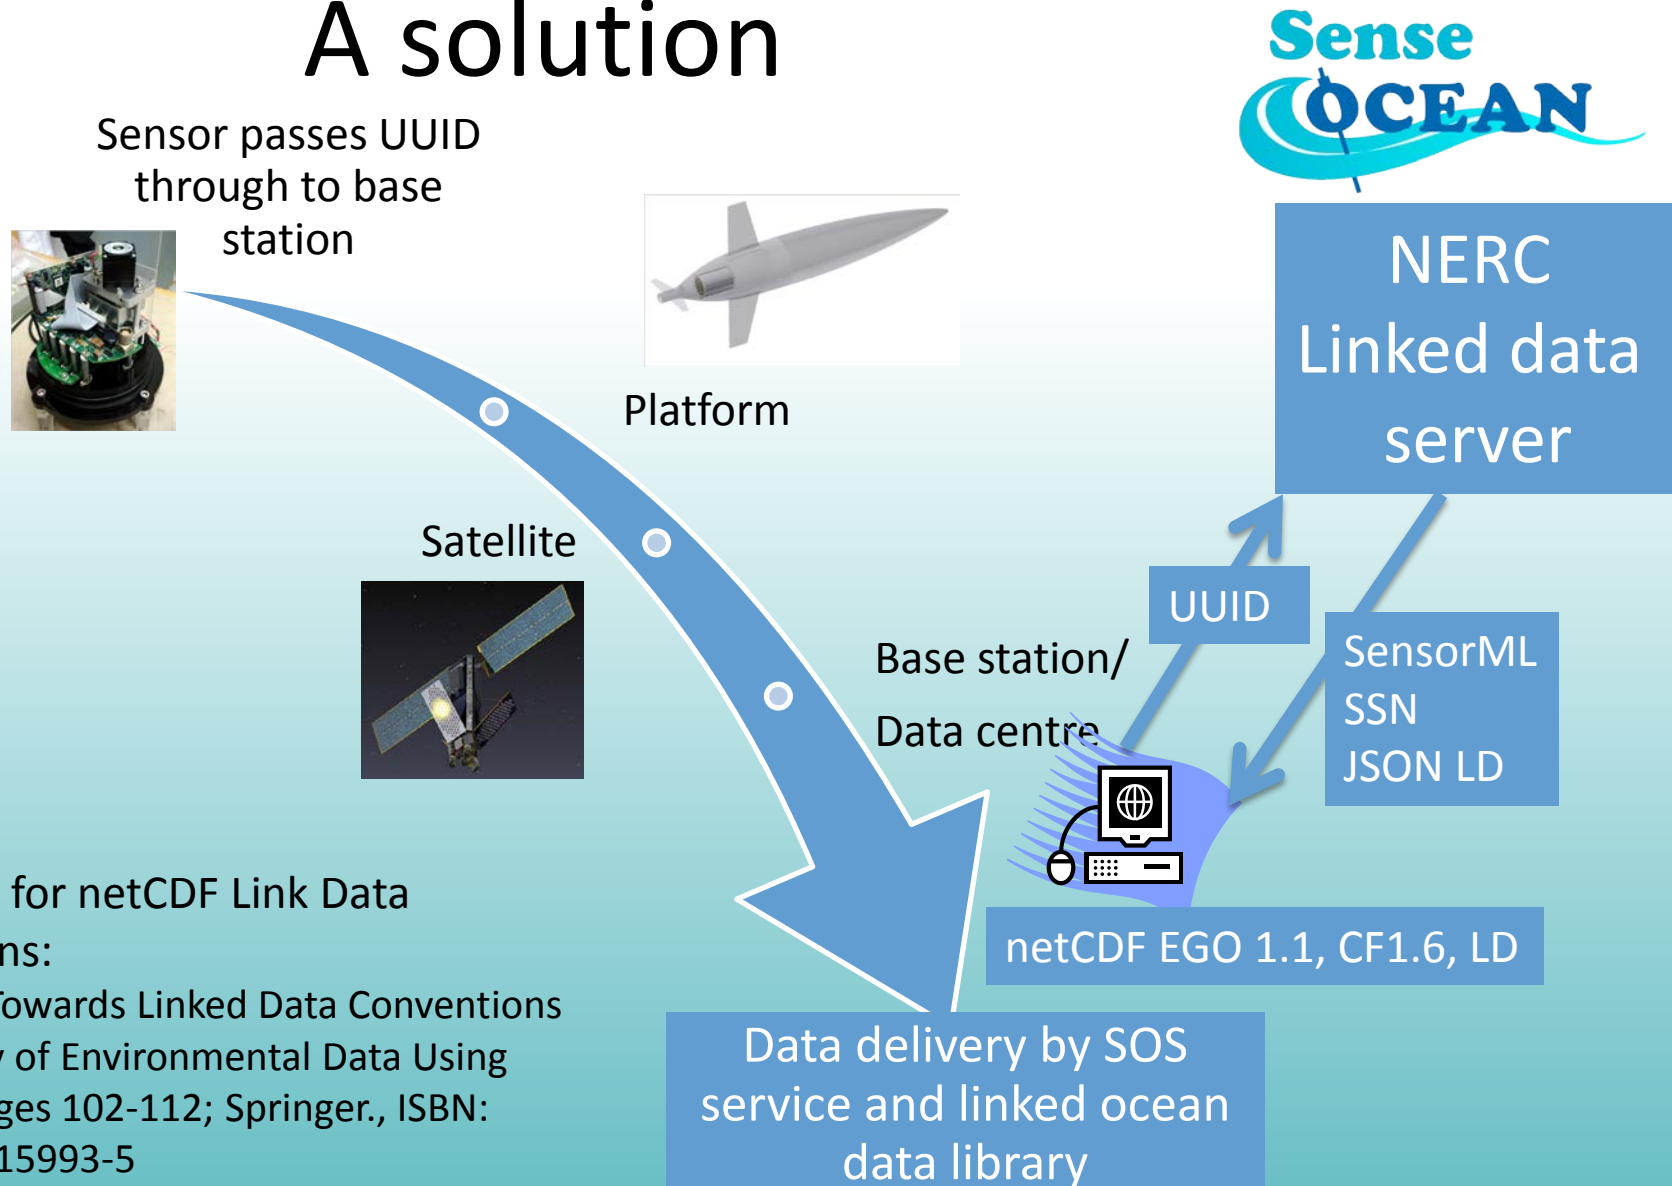 A solution
Sense
OCEAN
Sensor passes UUID
through to base
station
Platform
NERC
Linked data
server
Satellite
UUID
Base station/
Data centre
SensorML
SSN
JSON LD
for netCDF Link Data
ns:
Towards Linked Data Conventions
y of Environmental Data Using
ges 102-112; Springer., ISBN:
15993-5
netCDF EGO 1.1, CF1.6, LD
Data delivery by SOS
service and linked ocean
data library